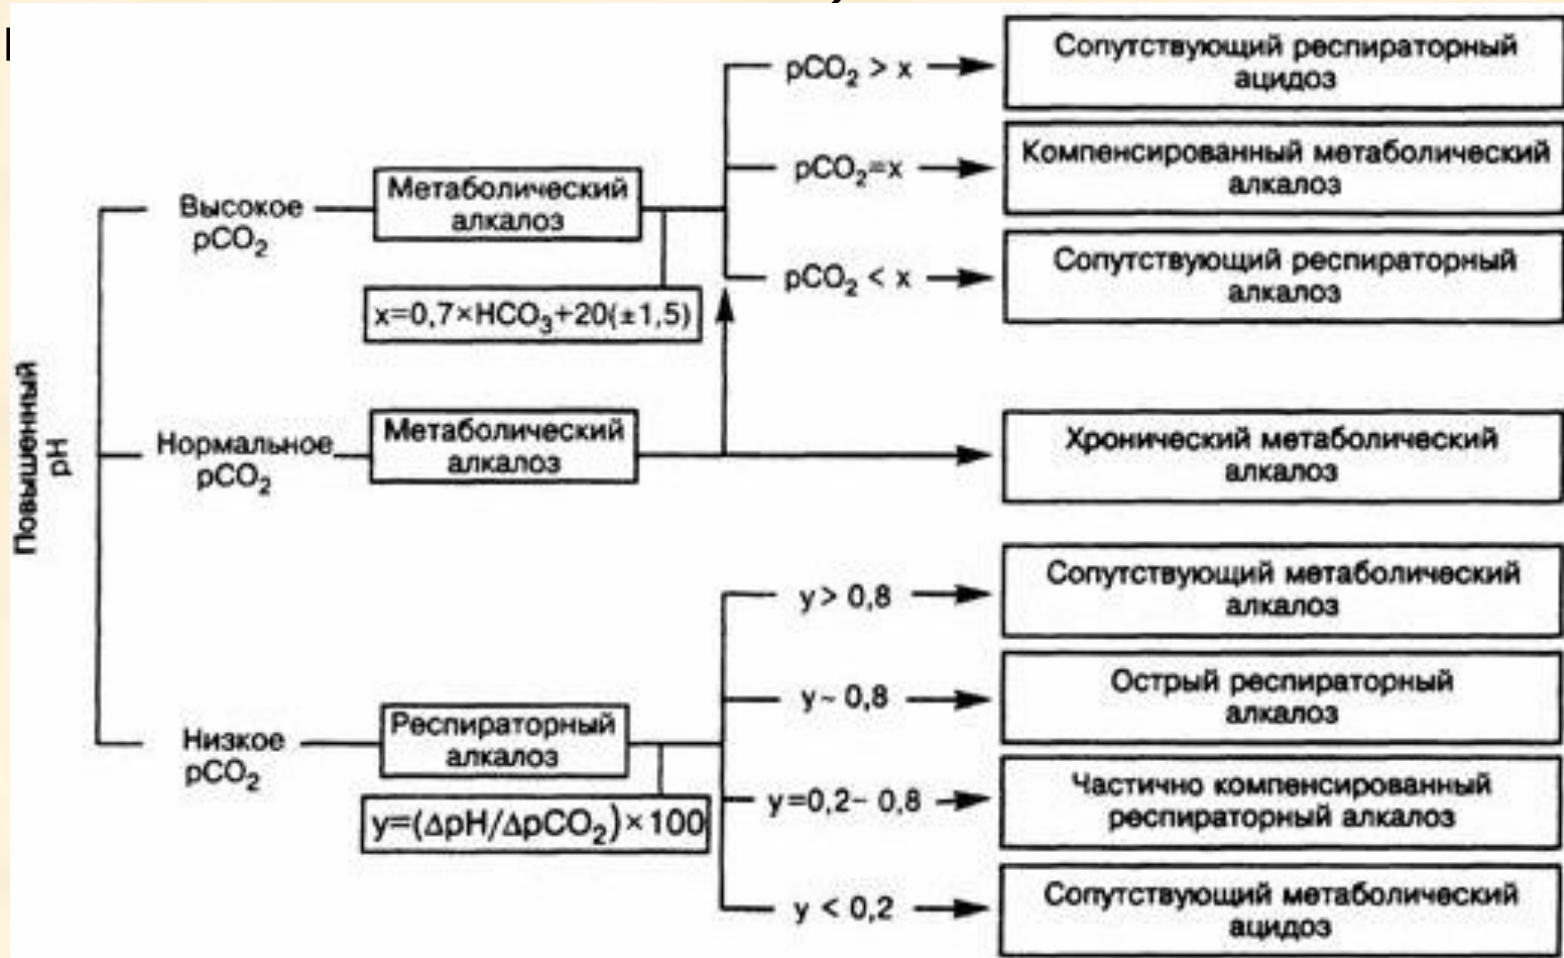 Повышенный
pH
Высокое
pCO₂
Метаболический
алкалоз
x=0,7×HCO₃+20(±1,5)
pCO₂ > x
Сопутствующий респираторный
ацидоз
pCO₂=x
Компенсированный метаболический
алкалоз
pCO₂ < x
Сопутствующий респираторный
алкалоз
Нормальное
pCO₂
Метаболический
алкалоз
Хронический метаболический
алкалоз
Низкое
pCO₂
Респираторный
алкалоз
y=(ΔpH/ΔpCO₂)×100
y > 0,8
Сопутствующий метаболический
алкалоз
y~ 0,8
Острый респираторный
алкалоз
y=0,2– 0,8
Частично компенсированный
респираторный алкалоз
y < 0,2
Сопутствующий метаболический
ацидоз